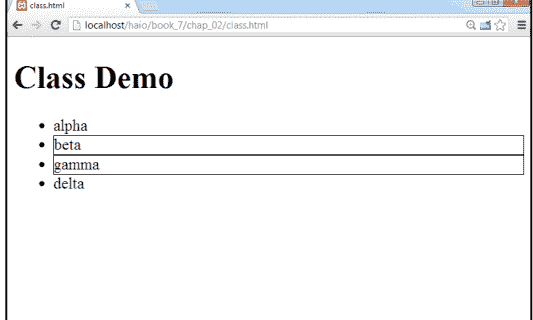 class.html
localhost/haio/book_7/chap_02/class.html
Class Demo
alpha
beta
gamma
delta